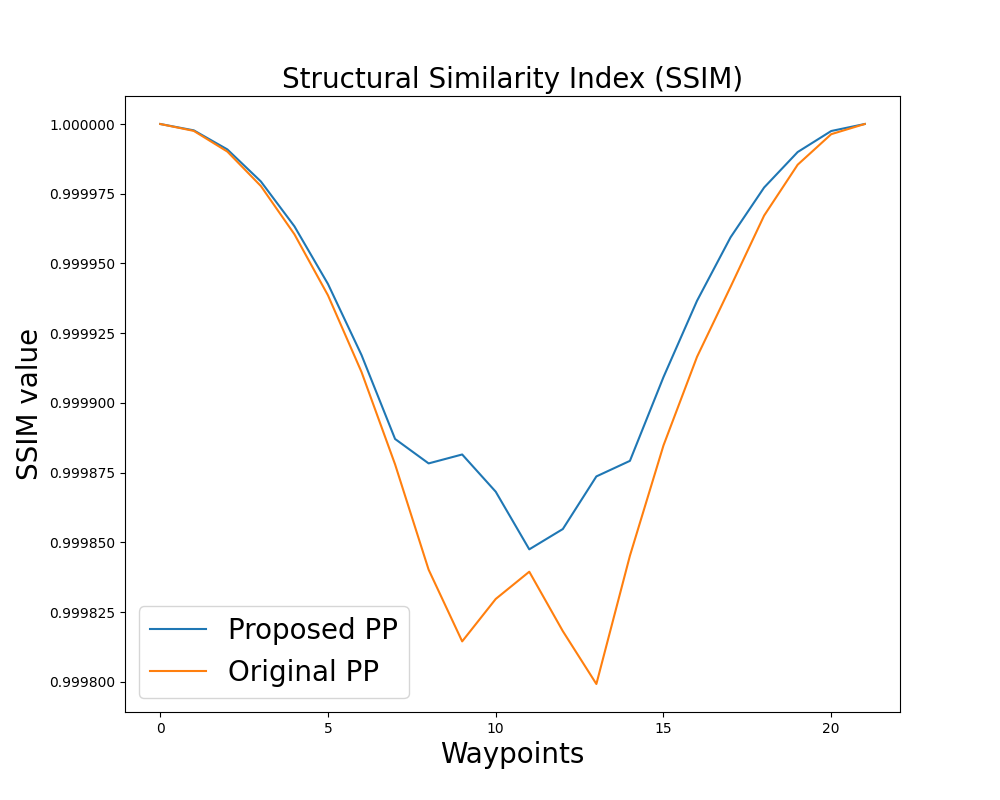 Structural Similarity Index (SSIM)
1.000000
0.999975
0.999950
0.999925
0.999900
0.999875
0.999850
0.999825
0.999800
SSIM value
Proposed PP
Original PP
0 5 10 15 20
Waypoints